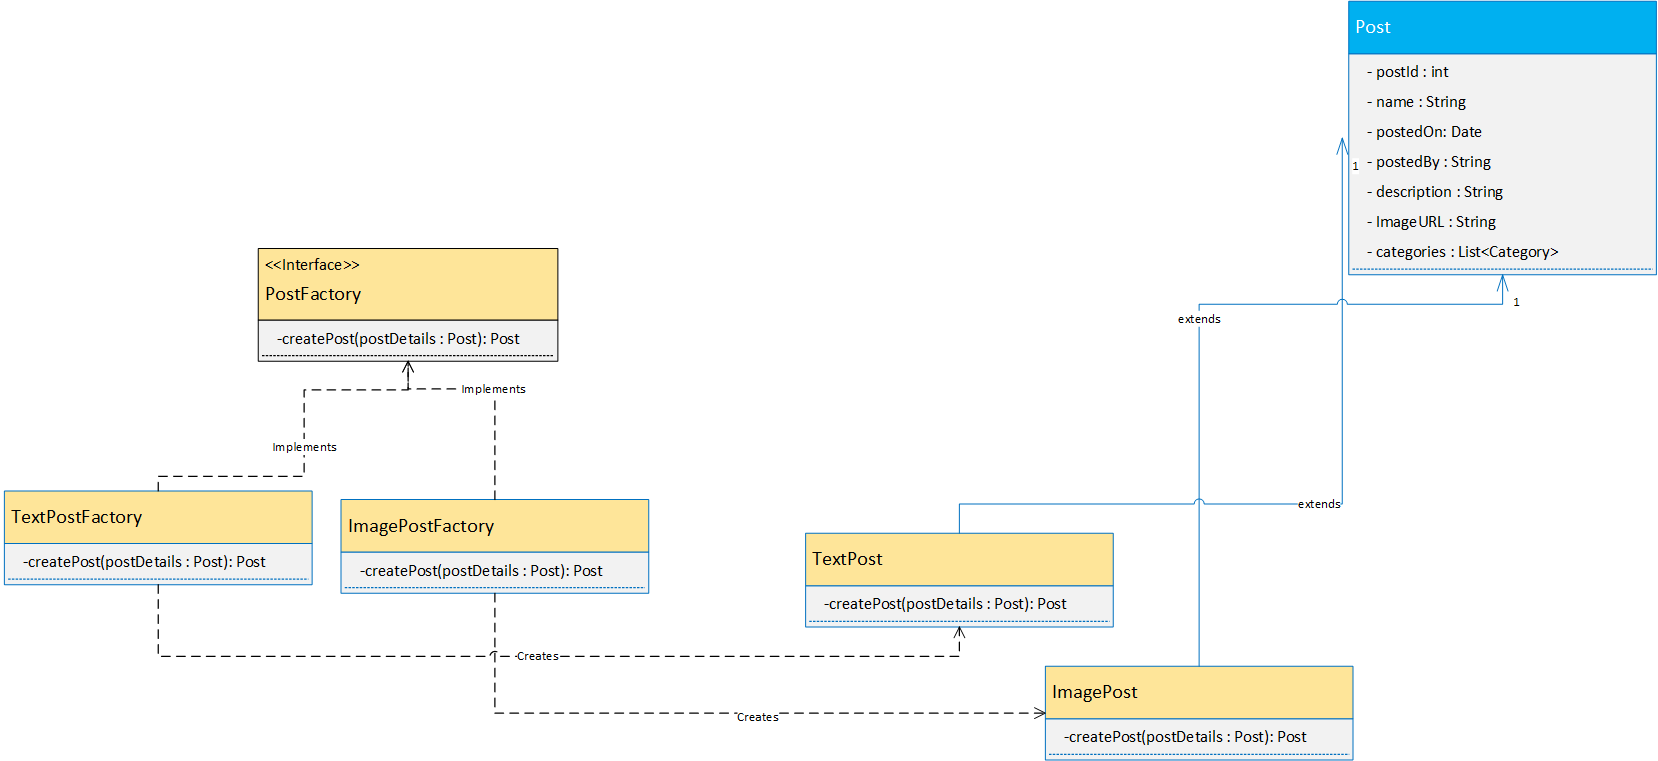 Post
- postId : int
- name : String
- postedOn: Date
- postedBy : String
- description : String
- ImageURL : String
- categories : List<Category>
1
1
extends
extends
<<Interface>>
PostFactory
-createPost(postDetails : Post): Post
Implements
Implements
TextPostFactory
-createPost(postDetails : Post): Post
ImagePostFactory
-createPost(postDetails : Post): Post
TextPost
-createPost(postDetails : Post): Post
Creates
ImagePost
-createPost(postDetails : Post): Post
Creates